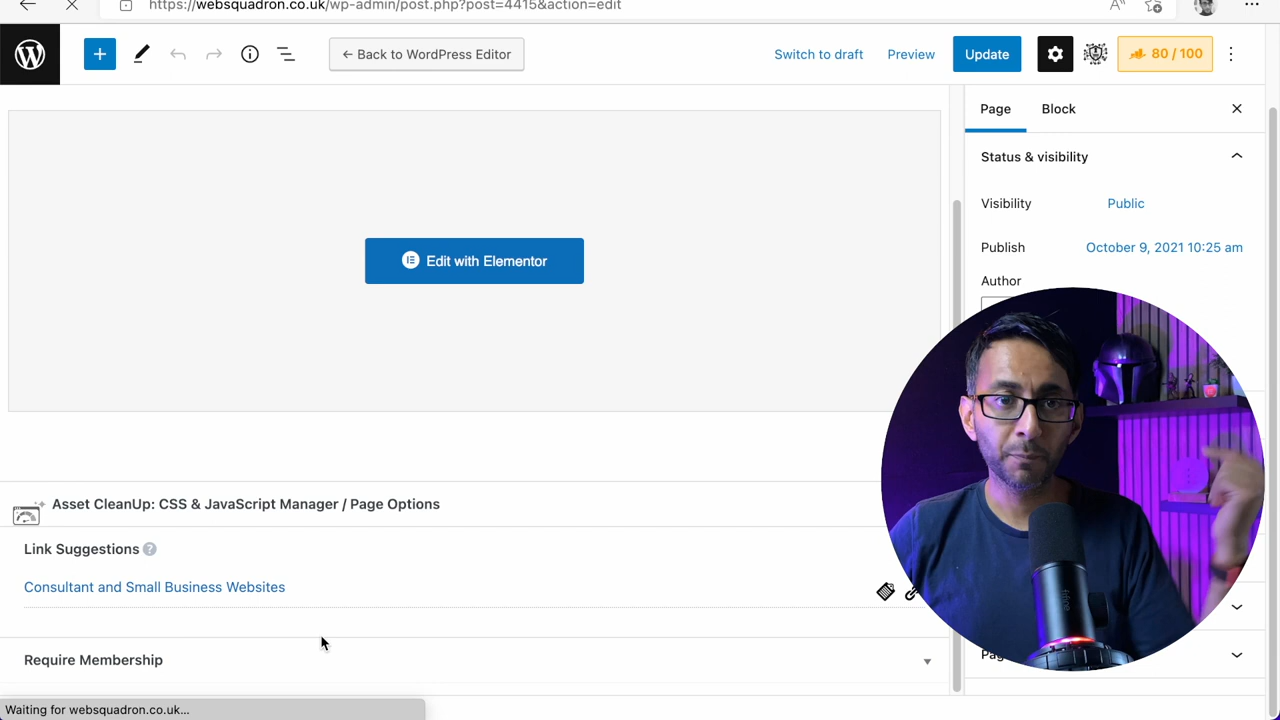 https://websquadron.co.uk/wp-admin/post.php?post=4415&action=edit
← Back to WordPress Editor
Switch to draft
Preview
Update
80 / 100
Page
Block
Status & visibility
Visibility
Public
Publish
October 9, 2021 10:25 am
Author
Edit with Elementor
Asset CleanUp: CSS & JavaScript Manager / Page Options
Link Suggestions ?
Consultant and Small Business Websites
Require Membership
Waiting for websquadron.co.uk...